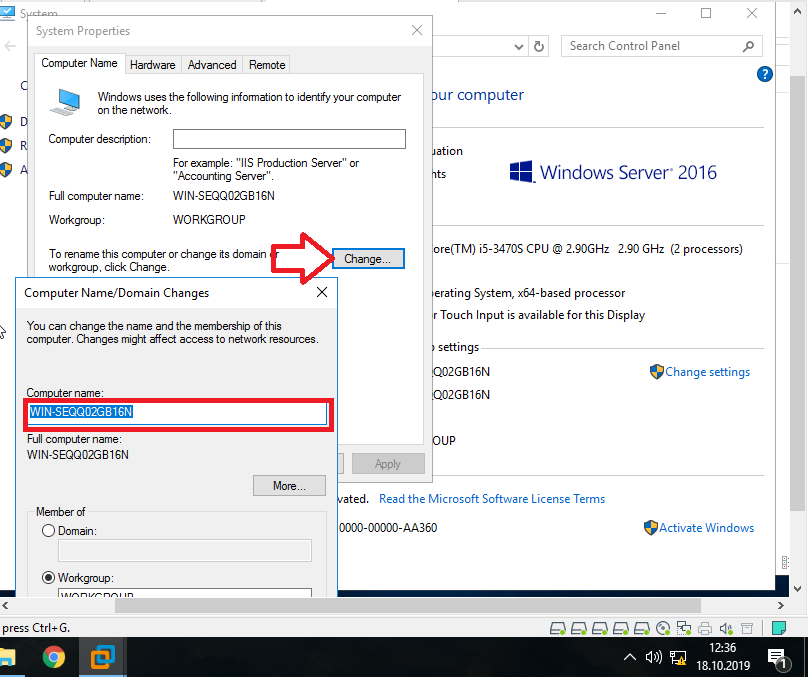 System
System Properties
Computer Name
Hardware
Advanced
Remote
Search Control Panel
Windows uses the following information to identify your computer
on the network.
Computer description:
For example: "IIS Production Server" or
"Accounting Server".
Full computer name:
WIN-SEQQ02GB16N
Workgroup:
WORKGROUP
To rename this computer or change its domain or
workgroup, click Change.
Change...
Computer Name/Domain Changes
You can change the name and the membership of this
computer. Changes might affect access to network resources.
Computer name:
WIN-SEQQ02GB16N
Full computer name:
WIN-SEQQ02GB16N
More...
Member of
Domain:
Workgroup:
WORKGROUP
Apply
our computer
uation
nts
Windows Server® 2016
ore(TM) i5-3470S CPU @ 2.90GHz 2.90 GHz (2 processors)
erating System, x64-based processor
r Touch Input is available for this Display
settings
QQ02GB16N
Change settings
QQ02GB16N
OUP
vated. Read the Microsoft Software License Terms
0000-00000-AA360
Activate Windows
press Ctrl+G.
12:36
18.10.2019
1